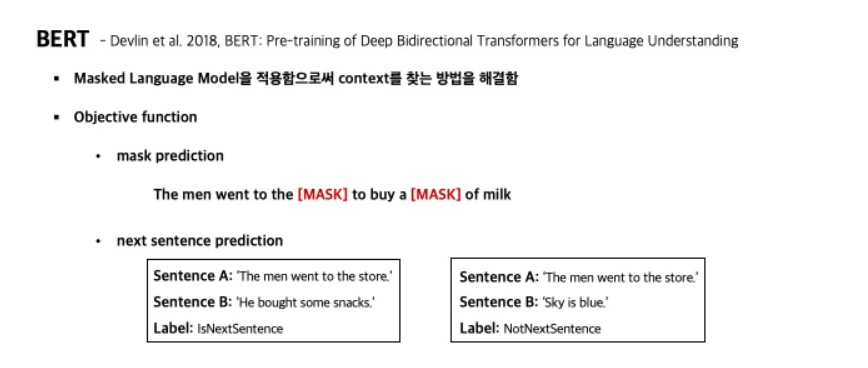 BERT - Devlin et al. 2018, BERT: Pre-training of Deep Bidirectional Transformers for Language Understanding
▪ Masked Language Model을 적용함으로써 context를 찾는 방법을 해결함
▪ Objective function
• mask prediction
The men went to the [MASK] to buy a [MASK] of milk
• next sentence prediction
Sentence A: 'The men went to the store.'
Sentence B: 'He bought some snacks.'
Label: IsNextSentence
Sentence A: 'The men went to the store.'
Sentence B: 'Sky is blue.'
Label: NotNextSentence